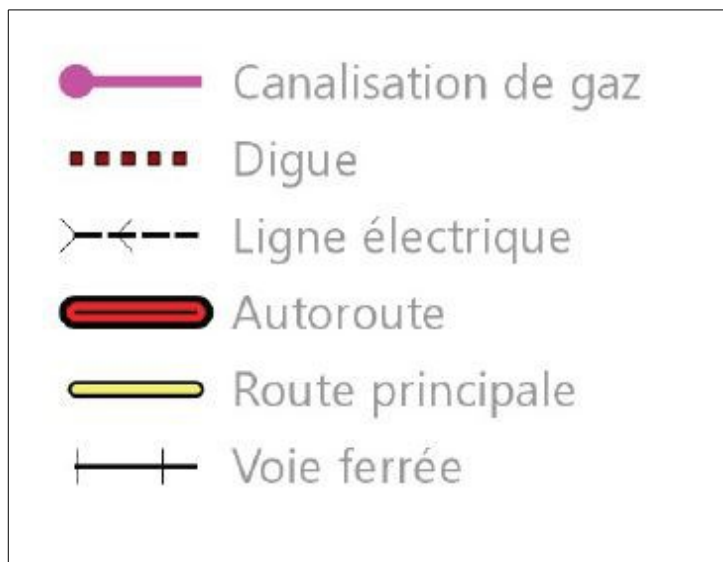 Canalisation de gaz
Digue
Ligne électrique
Autoroute
Route principale
Voie ferrée